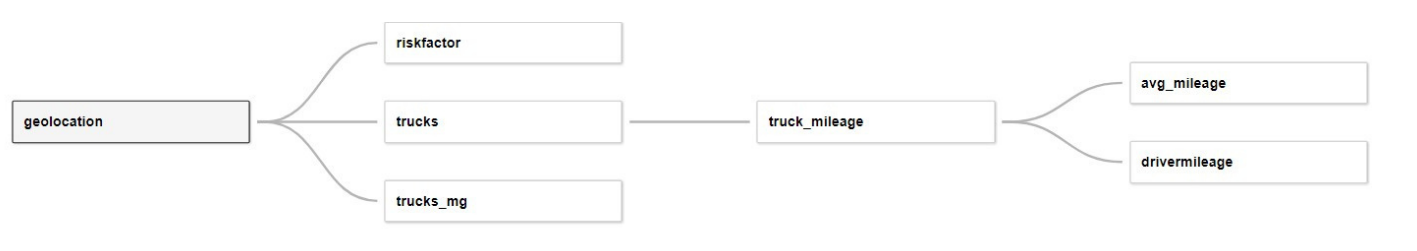 geolocation
riskfactor
trucks
trucks_mg
truck_mileage
avg_mileage
drivermileage